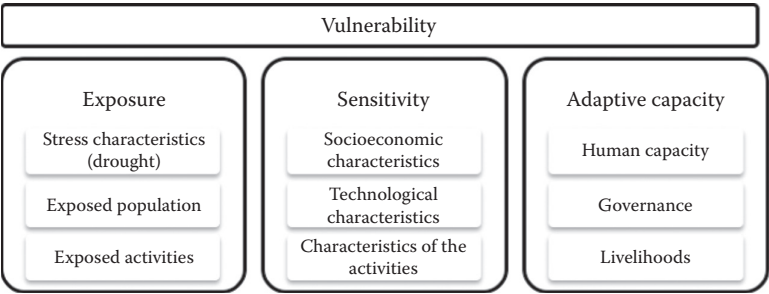 Vulnerability
Exposure
Stress characteristics
(drought)
Exposed population
Exposed activities
Sensitivity
Socioeconomic
characteristics
Technological
characteristics
Characteristics of the
activities
Adaptive capacity
Human capacity
Governance
Livelihoods